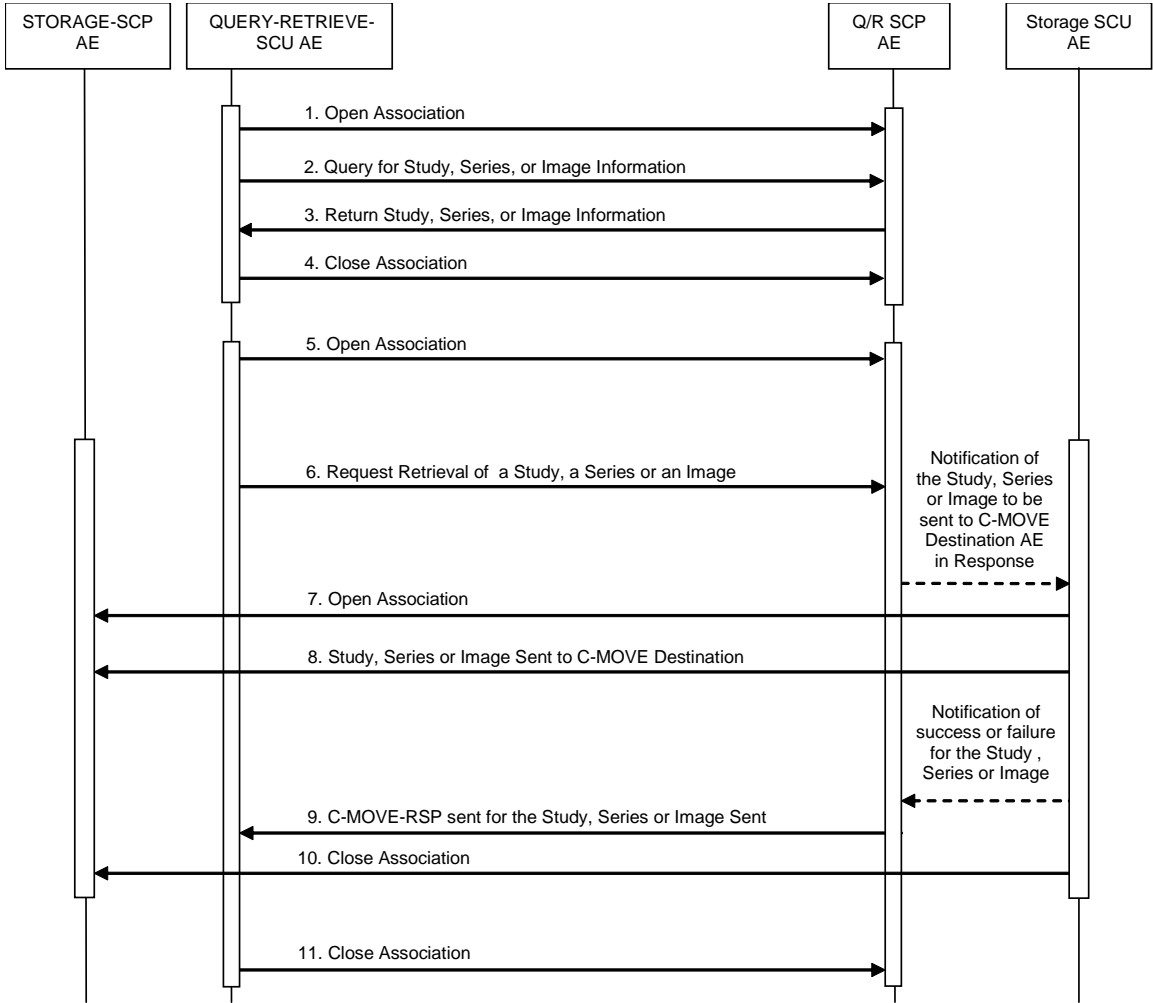 STORAGE-SCP
AE
QUERY-RETRIEVE-
SCU AE
Q/R SCP
AE
Storage SCU
AE
1. Open Association
2. Query for Study, Series, or Image Information
3. Return Study, Series, or Image Information
4. Close Association
5. Open Association
6. Request Retrieval of a Study, a Series or an Image
Notification of
the Study, Series
or Image to be
sent to C-MOVE
Destination AE
in Response
7. Open Association
8. Study, Series or Image Sent to C-MOVE Destination
Notification of
success or failure
for the Study ,
Series or Image
9. C-MOVE-RSP sent for the Study, Series or Image Sent
10. Close Association
11. Close Association